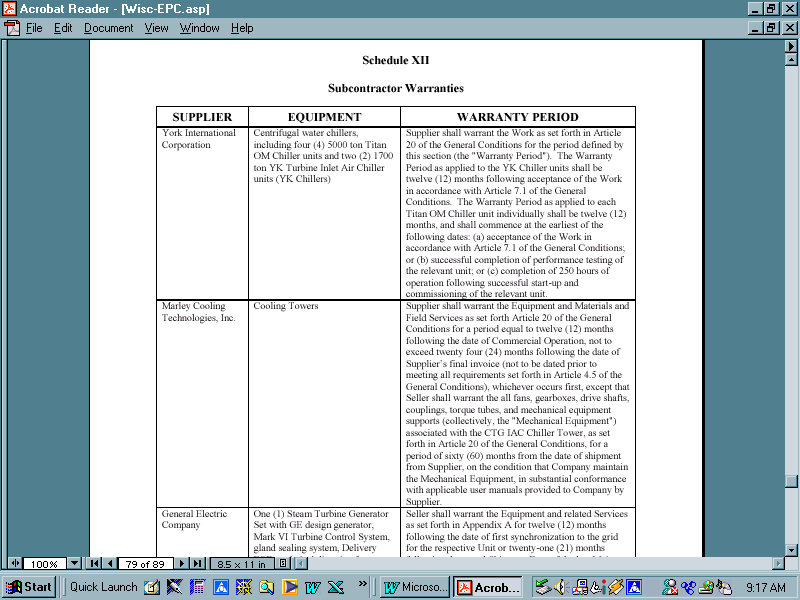 Acrobat Reader - [Wisc-EPC.asp]
File Edit Document View Window Help
Schedule XII
Subcontractor Warranties
SUPPLIER EQUIPMENT WARRANTY PERIOD
York International
Corporation
Centrifugal water chillers,
including four (4) 5000 ton Titan
OM Chiller units and two (2) 1700
ton YK Turbine Inlet Air Chiller
units (YK Chillers)
Supplier shall warrant the Work as set forth in Article
20 of the General Conditions for the period defined by
this section (the "Warranty Period"). The Warranty
Period as applied to the YK Chiller units shall be
twelve (12) months following acceptance of the Work
in accordance with Article 7.1 of the General
Conditions. The Warranty Period as applied to each
Titan OM Chiller unit individually shall be twelve (12)
months, and shall commence at the earliest of the
following dates: (a) acceptance of the Work in
accordance with Article 7.1 of the General Conditions;
or (b) successful completion of performance testing of
the relevant unit; or (c) completion of 250 hours of
operation following successful start-up and
commissioning of the relevant unit.
Marley Cooling
Technologies, Inc.
Cooling Towers
Supplier shall warrant the Equipment and Materials and
Field Services as set forth Article 20 of the General
Conditions for a period equal to twelve (12) months
following the date of Commercial Operation, not to
exceed twenty four (24) months following the date of
Supplier's final invoice (not to be dated prior to
meeting all requirements set forth in Article 4.5 of the
General Conditions), whichever occurs first, except that
Seller shall warrant the all fans, gearboxes, drive shafts,
couplings, torque tubes, and mechanical equipment
supports (collectively, the "Mechanical Equipment")
associated with the CTG IAC Chiller Tower, as set
forth in Article 20 of the General Conditions, for a
period of sixty (60) months from the date of shipment
from Supplier, on the condition that Company maintain
the Mechanical Equipment, in substantial conformance
with applicable user manuals provided to Company by
Supplier.
General Electric
Company
One (1) Steam Turbine Generator
Set with GE design generator,
Mark VI Turbine Control System,
gland sealing system, Delivery
Seller shall warrant the Equipment and related Services
as set forth in Appendix A for twelve (12) months
following the date of first synchronization to the grid
for the respective Unit or twenty-one (21) months
100% 79 of 89 8.5 x 11 in
Start Quick Launch » Microso... Acrob... 9:17 AM